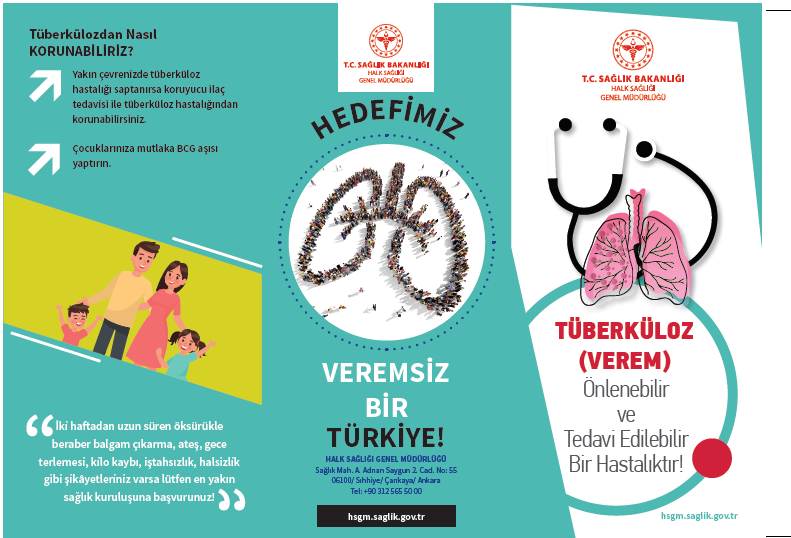 Tüberkülozdan Nasıl
KORUNABİLİRİZ?
Yakın çevrenizde tüberküloz
hastalığı saptanırsa koruyucu ilaç
tedavisi ile tüberküloz hastalığından
korunabilirsiniz.
Çocuklarınıza mutlaka BCG aşısı
yaptırın.
“İki haftadan uzun süren öksürükle
beraber balgam çıkarma, ateş, gece
terlemesi, kilo kaybı, iştahsızlık, halsizlik
gibi şikâyetleriniz varsa lütfen en yakın
sağlık kuruluşuna başvurunuz!”
T.C. SAĞLIK BAKANLIĞI
HALK SAĞLIĞI
GENEL MÜDÜRLÜĞÜ
HEDEFİMİZ
VEREMSİZ
BİR
TÜRKİYE!
HALK SAĞLIĞI GENEL MÜDÜRLÜĞÜ
Sağlık Mah. A. Adnan Saygun 2. Cad. No: 55
06100/ Sıhhiye/ Çankaya/ Ankara
Tel: +90 312 565 50 00
hsgm.saglik.gov.tr
T.C. SAĞLIK BAKANLIĞI
HALK SAĞLIĞI
GENEL MÜDÜRLÜĞÜ
TÜBERKÜLOZ
(VEREM)
Önlenebilir
ve
Tedavi Edilebilir
Bir Hastalıktır!
hsgm.saglik.gov.tr